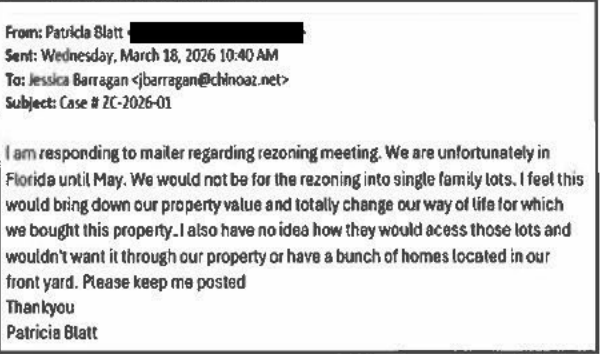 From: Patricia Blatt
Sent: Wednesday, March 18, 2026 10:40 AM
To: Jessica Barragan <jbarragan@chinoaz.net>
Subject: Case # ZC-2026-01
I am responding to mailer regarding rezoning meeting. We are unfortunately in
Florida until May. We would not be for the rezoning into single family lots. I feel this
would bring down our property value and totally change our way of life for which
we bought this property. I also have no idea how they would acess those lots and
wouldn't want it through our property or have a bunch of homes located in our
front yard. Please keep me posted
Thankyou
Patricia Blatt